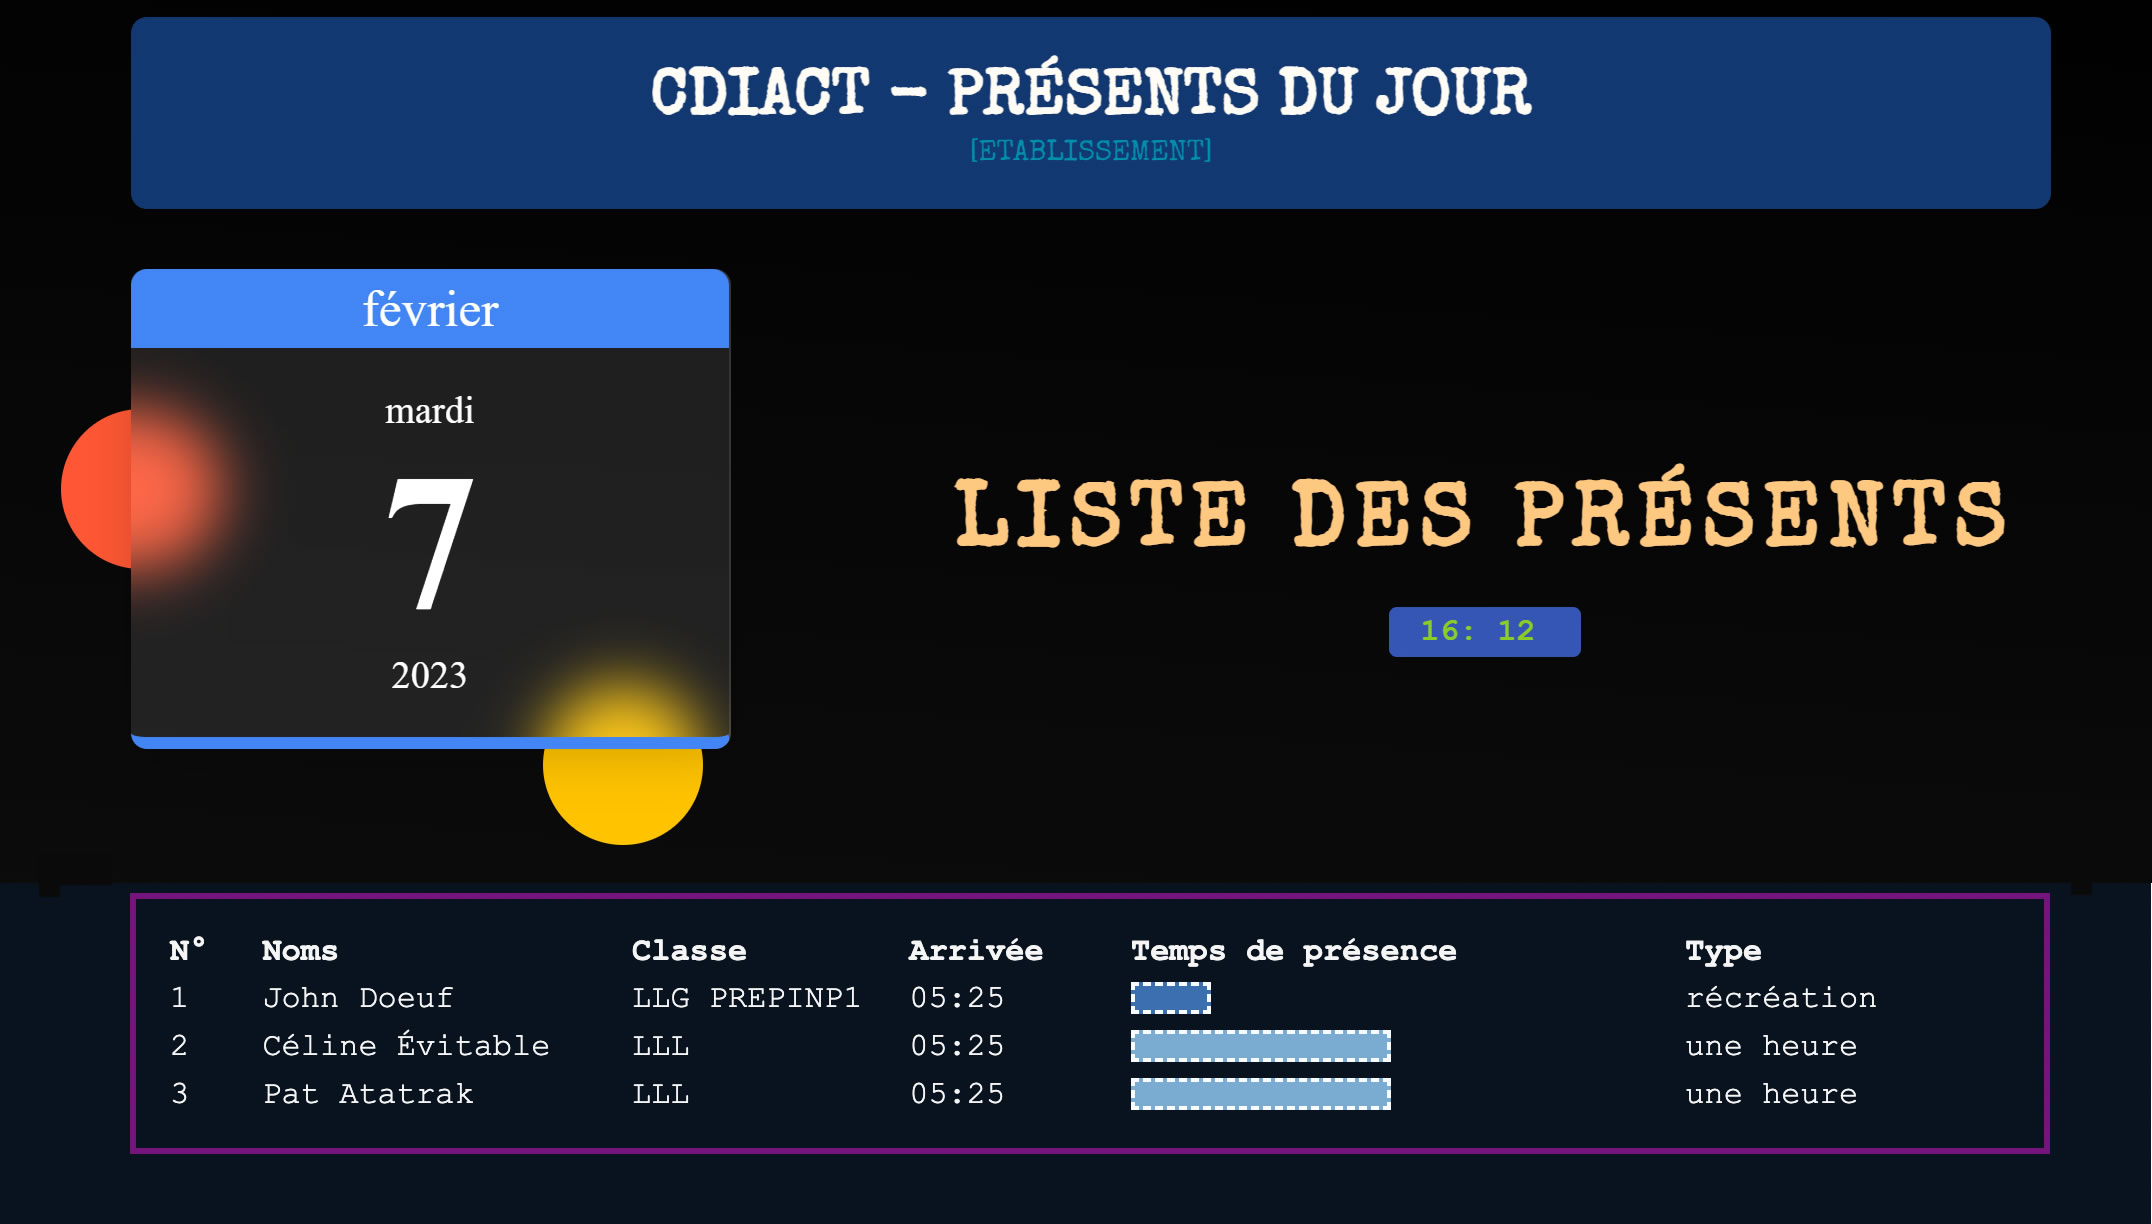 CDIACT - PRÉSENTS DU JOUR
[ETABLISSEMENT]
février
mardi
7
2023
LISTE DES PRÉSENTS
16: 12
N° Noms Classe Arrivée Temps de présence Type
1 John Doeuf LLG PREPINP1 05:25 récréation
2 Céline Évitable LLL 05:25 une heure
3 Pat Atatrak LLL 05:25 une heure